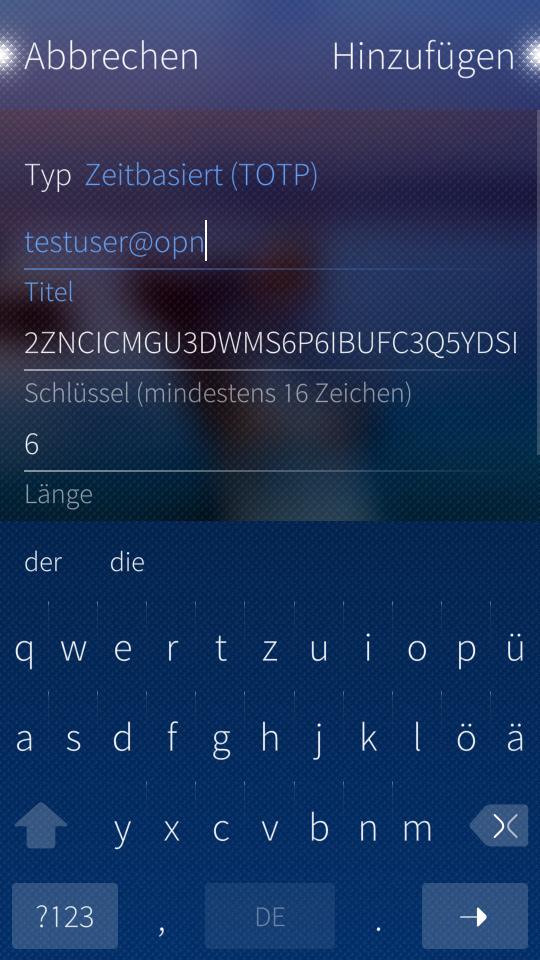 Abbrechen Hinzufügen
Typ Zeitbasiert (TOTP)
testuser@opn
Titel
2ZNCICMGU3DWMS6P6IBUFC3Q5YDSI
Schlüssel (mindestens 16 Zeichen)
6
Länge
der die
q w e r t z u i o p ü
a s d f g h j k l ö ä
y x c v b n m
?123 , DE .